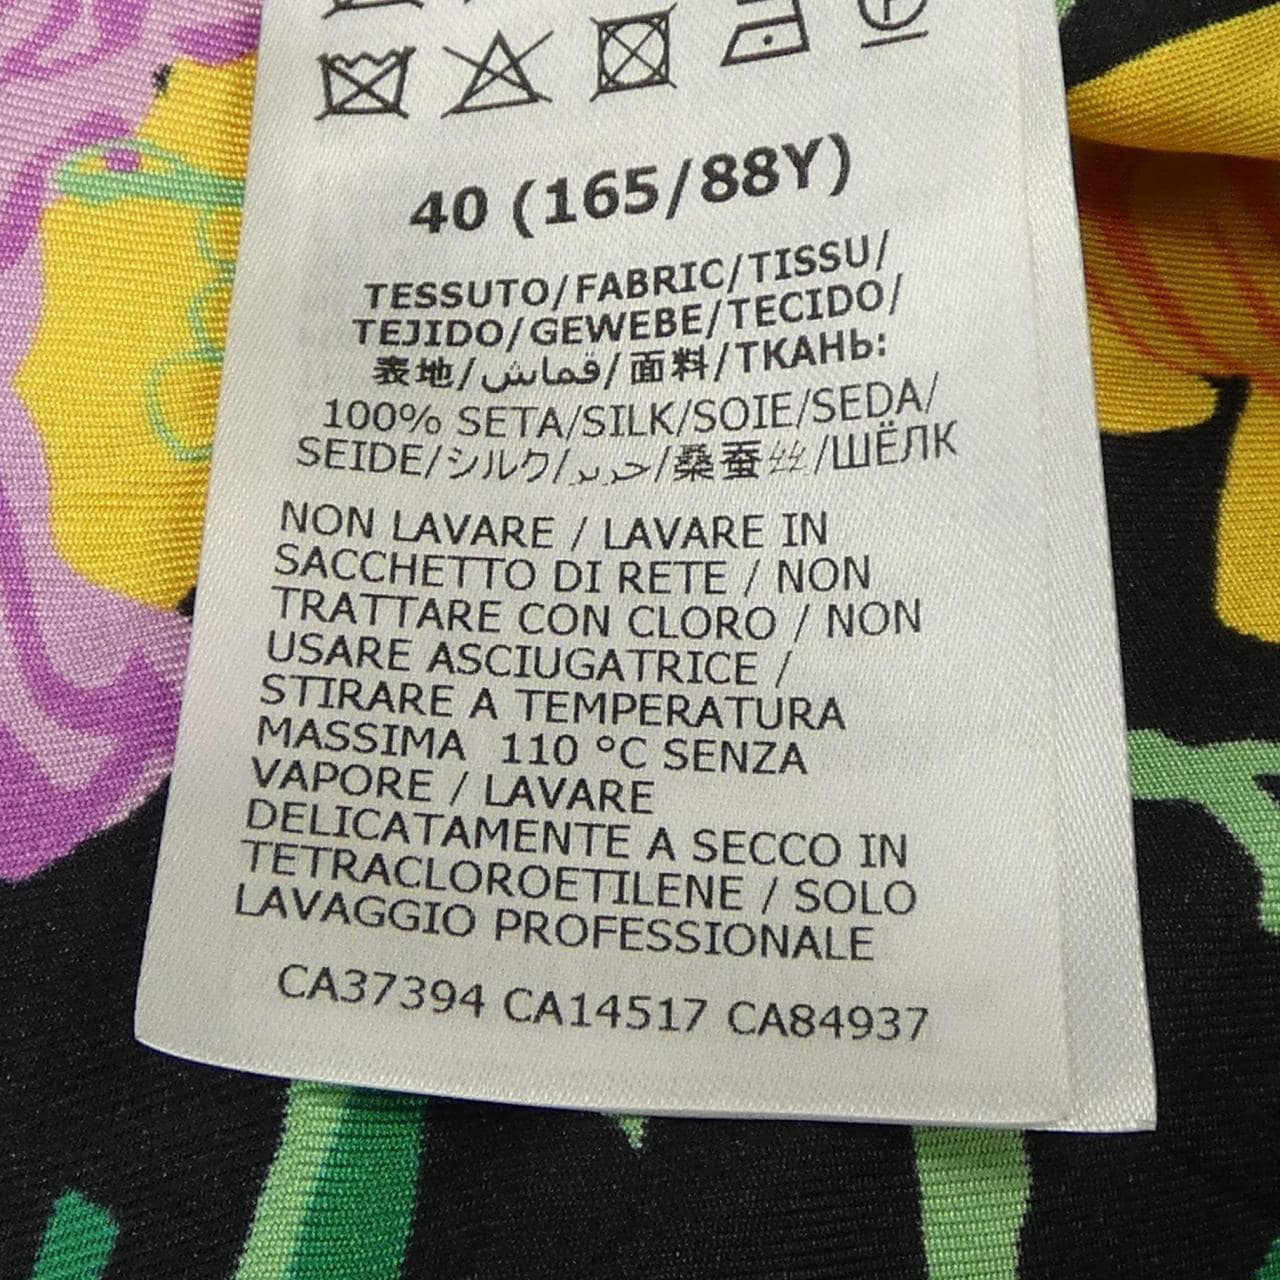 40 (165/88Y)
TESSUTO/FABRIC/TISSU/
TEJIDO/GEWEBE/TECIDO/
表地/قماش/面料/ТКАНЬ:
100% SETA/SILK/SOIE/SEDA/
SEIDE/シルク/حرير/桑蚕丝/ШЁЛК
NON LAVARE / LAVARE IN
SACCHETTO DI RETE / NON
TRATTARE CON CLORO / NON
USARE ASCIUGATRICE /
STIRARE A TEMPERATURA
MASSIMA 110 °C SENZA
VAPORE / LAVARE
DELICATAMENTE A SECCO IN
TETRACLOROETILENE / SOLO
LAVAGGIO PROFESSIONALE
CA37394 CA14517 CA84937